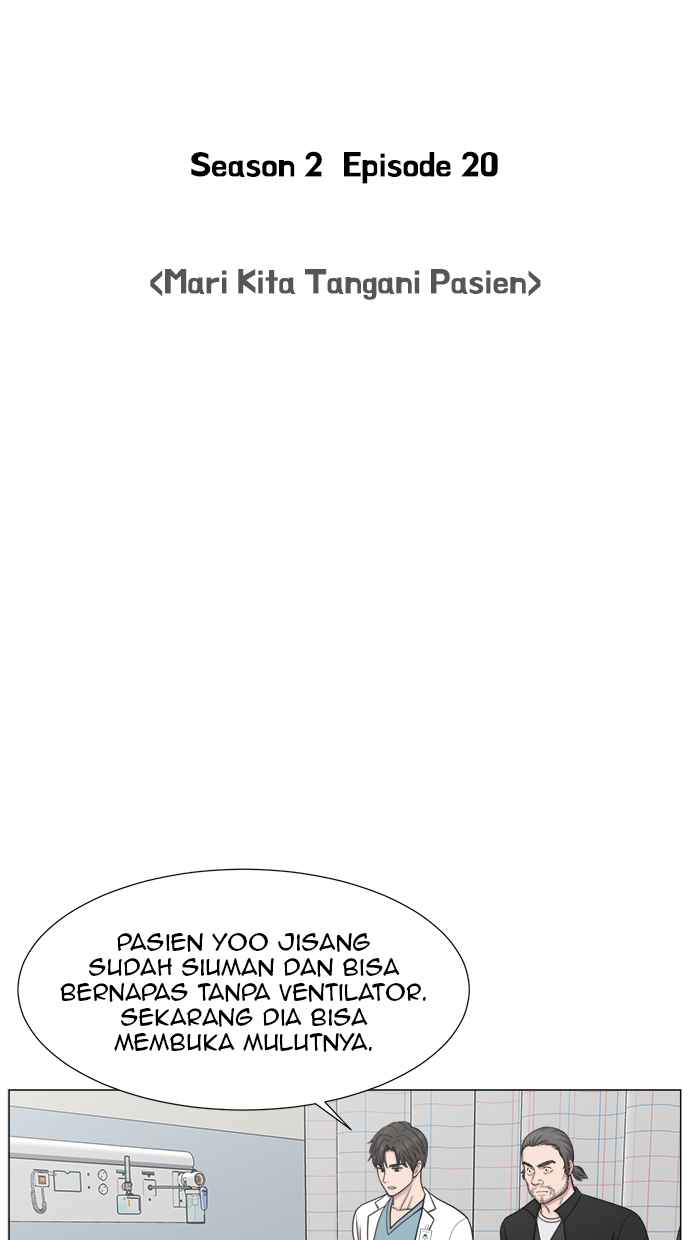 Season 2 Episode 20
<Mari Kita Tangani Pasien>
PASIEN YOO JISANG
SUDAH SIUMAN DAN BISA
BERNAPAS TANPA VENTILATOR.
SEKARANG DIA BISA
MEMBUKA MULUTNYA.